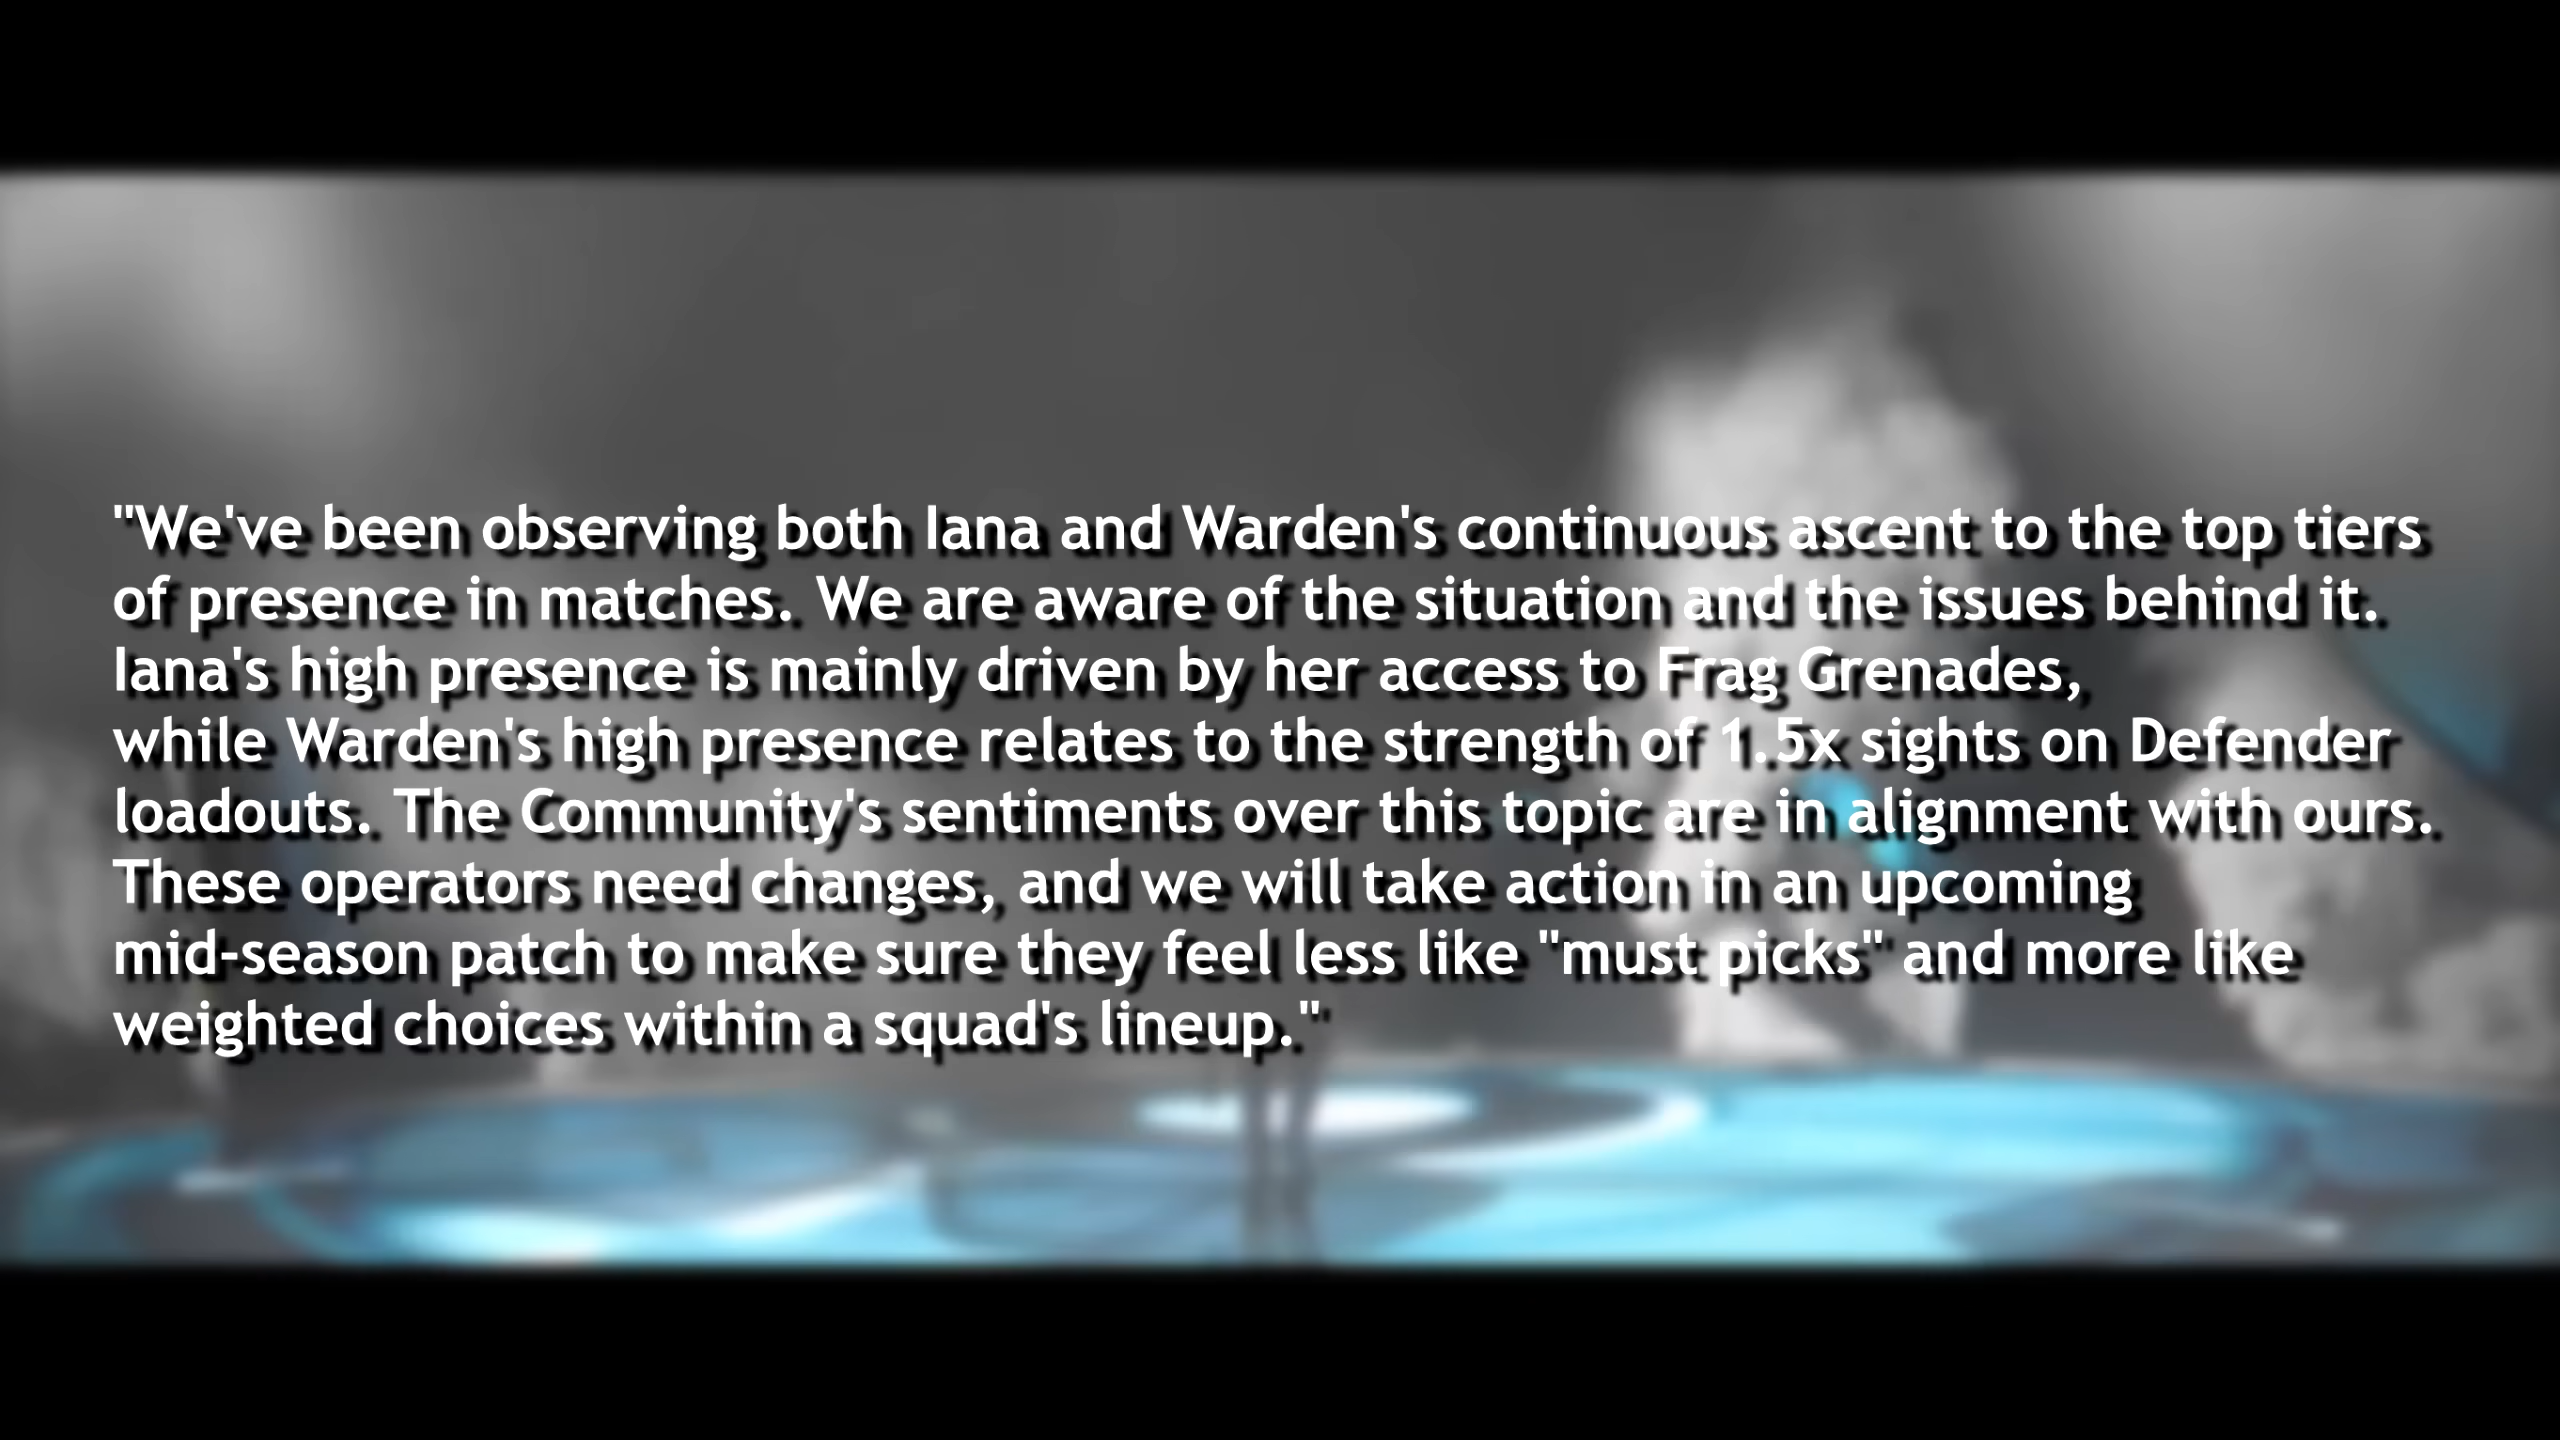 "We've been observing both Iana and Warden's continuous ascent to the top tiers
of presence in matches. We are aware of the situation and the issues behind it.
Iana's high presence is mainly driven by her access to Frag Grenades,
while Warden's high presence relates to the strength of 1.5x sights on Defender
loadouts. The Community's sentiments over this topic are in alignment with ours.
These operators need changes, and we will take action in an upcoming
mid-season patch to make sure they feel less like "must picks" and more like
weighted choices within a squad's lineup."